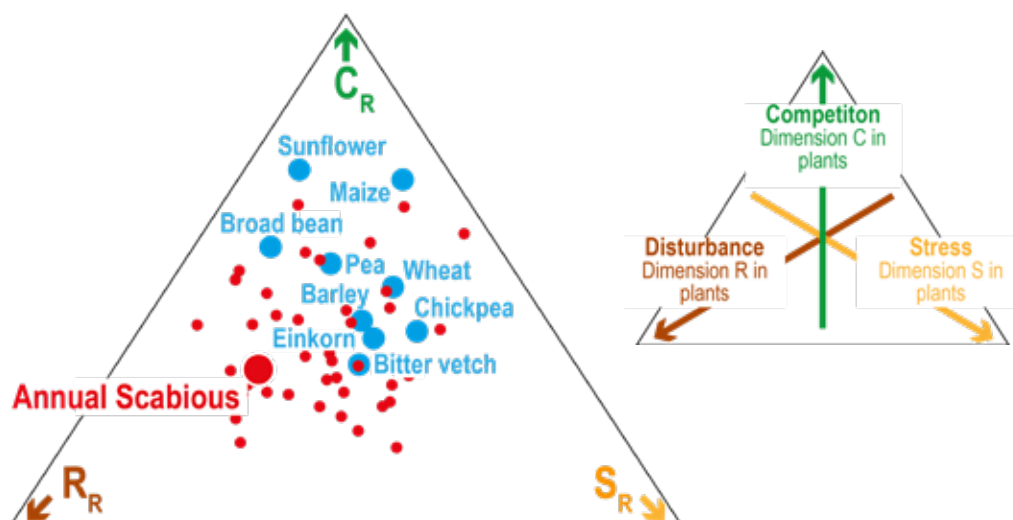 C_R
Sunflower
Maize
Broad bean
Pea
Wheat
Barley
Chickpea
Einkorn
Bitter vetch
Annual Scabious
R_R
S_R
Competiton
Dimension C in
plants
Disturbance
Dimension R in
plants
Stress
Dimension S in
plants